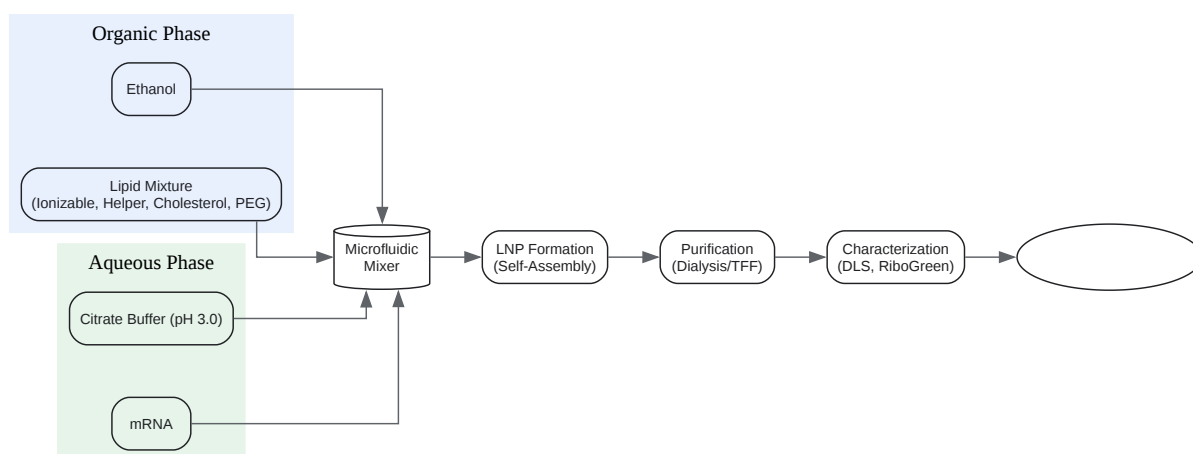 Organic Phase
Ethanol
Lipid Mixture
(Ionizable, Helper, Cholesterol, PEG)
Aqueous Phase
Citrate Buffer (pH 3.0)
mRNA
Microfluidic
Mixer
LNP Formation
(Self-Assembly)
Purification
(Dialysis/TFF)
Characterization
(DLS, RiboGreen)